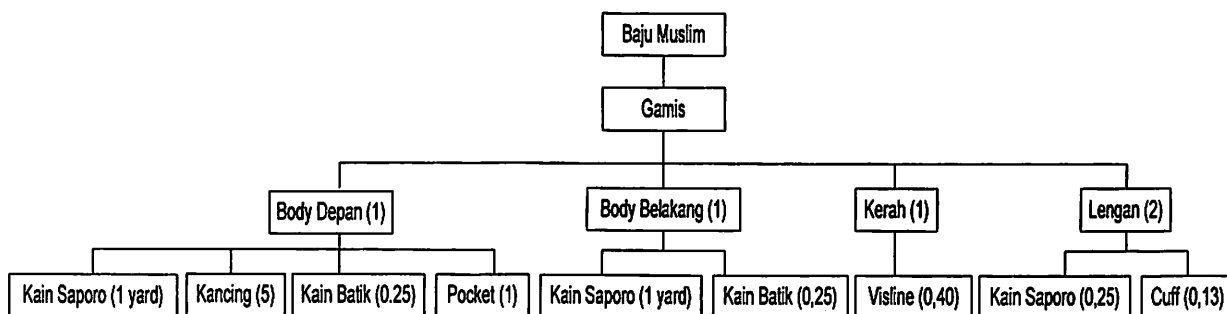 Baju Muslim
Gamis
Body Depan (1)
Body Belakang (1)
Kerah (1)
Lengan (2)
Kain Saporo (1 yard)
Kancing (5)
Kain Batik (0.25)
Pocket (1)
Kain Saporo (1 yard)
Kain Batik (0,25)
Visline (0,40)
Kain Saporo (0,25)
Cuff (0,13)